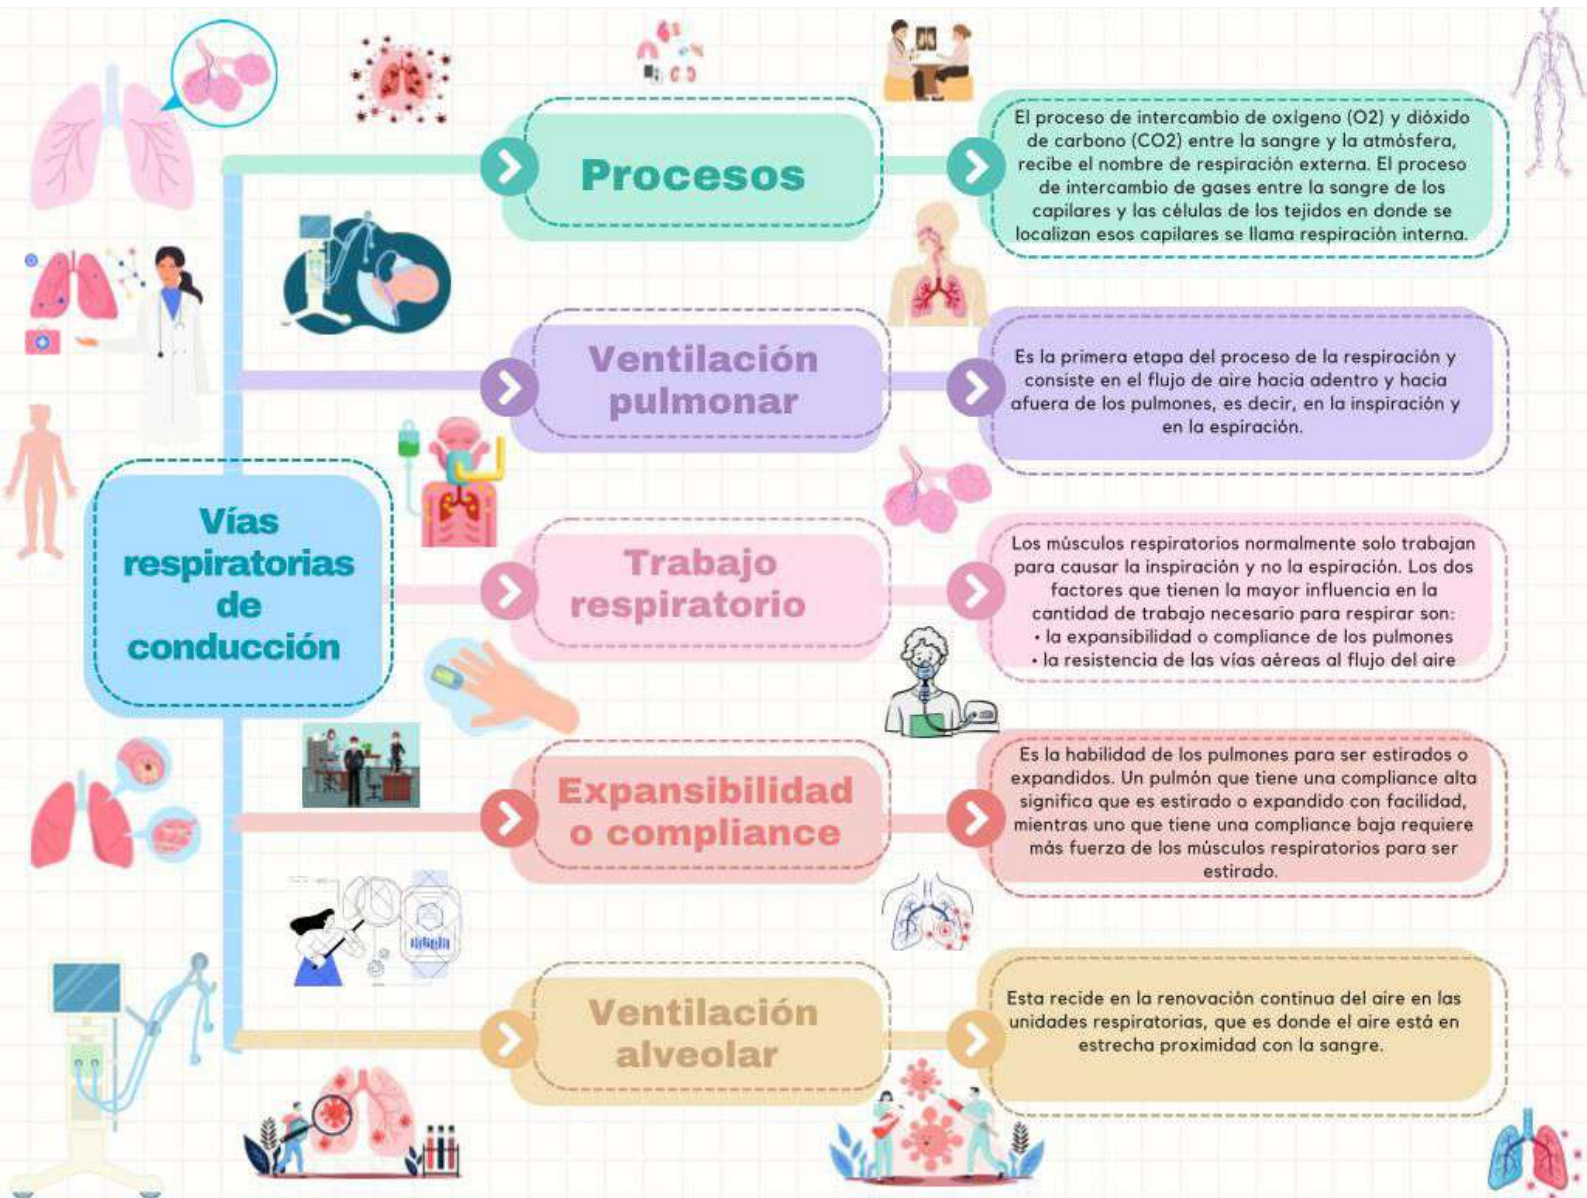 Procesos
El proceso de intercambio de oxígeno (O2) y dióxido
de carbono (CO2) entre la sangre y la atmósfera,
recibe el nombre de respiración externa. El proceso
de intercambio de gases entre la sangre de los
capilares y las células de los tejidos en donde se
localizan esos capilares se llama respiración interna.
Ventilación
pulmonar
Es la primera etapa del proceso de la respiración y
consiste en el flujo de aire hacia adentro y hacia
afuera de los pulmones, es decir, en la inspiración y
en la espiración.
Vías
respiratorias
de
conducción
Trabajo
respiratorio
Los músculos respiratorios normalmente solo trabajan
para causar la inspiración y no la espiración. Los dos
factores que tienen la mayor influencia en la
cantidad de trabajo necesario para respirar son:
• la expansibilidad o compliance de los pulmones
• la resistencia de las vías aéreas al flujo del aire
Expansibilidad
o compliance
Es la habilidad de los pulmones para ser estirados o
expandidos. Un pulmón que tiene una compliance alta
significa que es estirado o expandido con facilidad,
mientras uno que tiene una compliance baja requiere
más fuerza de los músculos respiratorios para ser
estirado.
Ventilación
alveolar
Esta recide en la renovación continua del aire en las
unidades respiratorias, que es donde el aire está en
estrecha proximidad con la sangre.